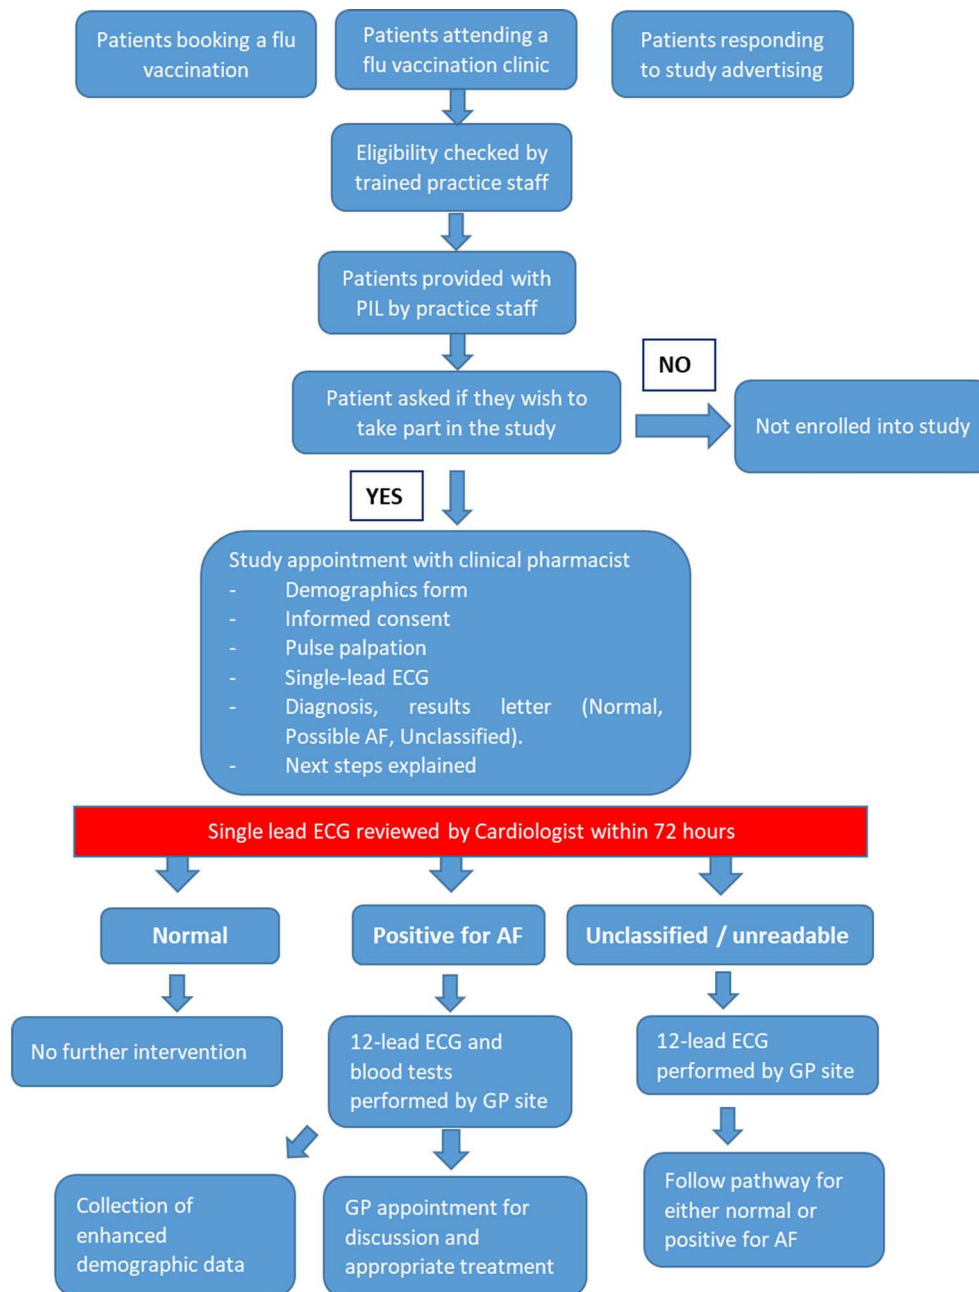 Patients booking a flu
vaccination
Patients attending a
flu vaccination clinic
Patients responding
to study advertising
Eligibility checked by
trained practice staff
Patients provided with
PIL by practice staff
Patient asked if they wish to
take part in the study
NO
Not enrolled into study
YES
Study appointment with clinical pharmacist
- Demographics form
- Informed consent
- Pulse palpation
- Single-lead ECG
- Diagnosis, results letter (Normal,
Possible AF, Unclassified).
- Next steps explained
Single lead ECG reviewed by Cardiologist within 72 hours
Normal
Positive for AF
Unclassified / unreadable
No further intervention
12-lead ECG and
blood tests
performed by GP site
12-lead ECG
performed by GP site
Collection of
enhanced
demographic data
GP appointment for
discussion and
appropriate treatment
Follow pathway for
either normal or
positive for AF